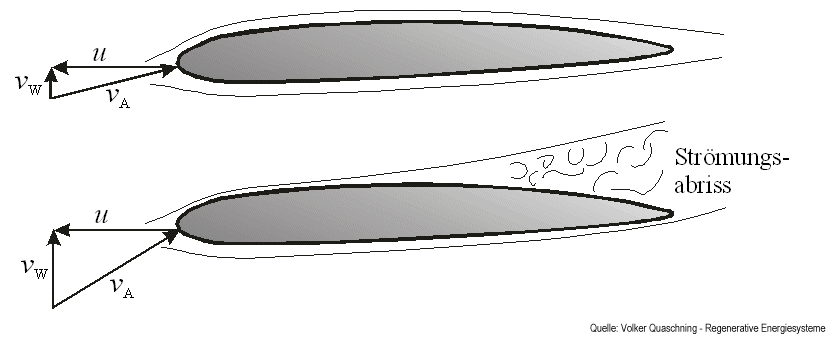 u
vW
vA
Strömungs-
abriss
u
vW
vA
Quelle: Volker Quaschning - Regenerative Energiesysteme